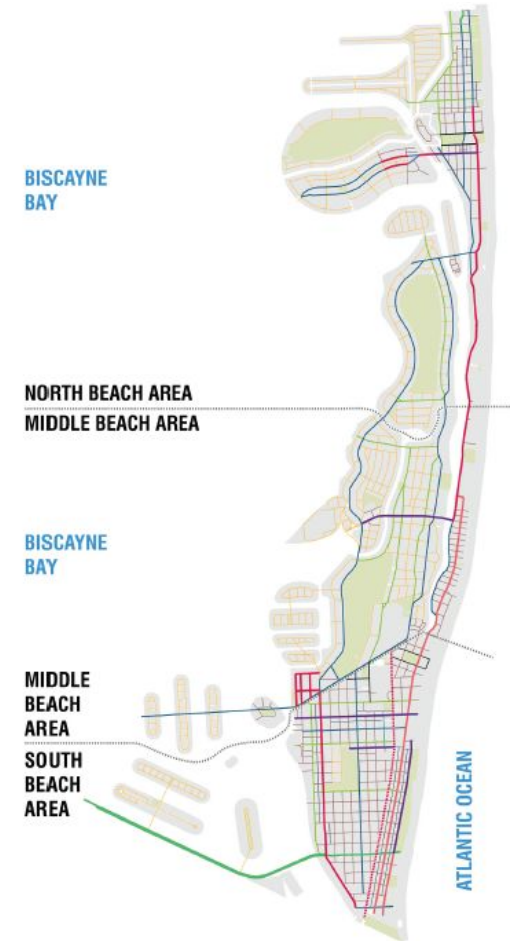 BISCAYNE
BAY
NORTH BEACH AREA
MIDDLE BEACH AREA
BISCAYNE
BAY
MIDDLE
BEACH
AREA
SOUTH
BEACH
AREA
ATLANTIC OCEAN